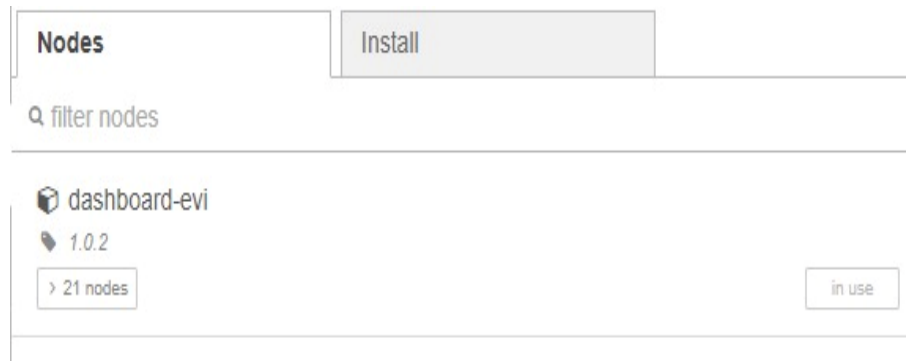 Nodes Install
filter nodes
dashboard-evi
1.0.2
> 21 nodes in use